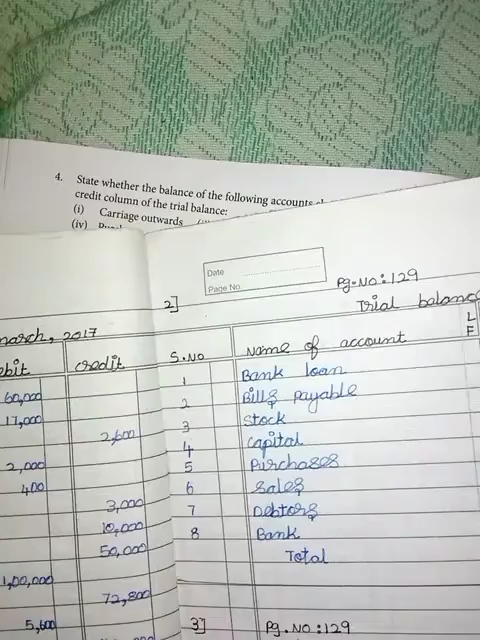 4. State whether the balance of the following accounts
credit column of the trial balance:
(i) Carriage outwards
(iv)
march, 2017
credit
60,000
17,000
2,600
2,000
400
3,000
10,000
50,000
1,00,000
72,800
5,600
Date
Page No.
Pg.No:129
2]
Trial balance
S.No Name of account L F
1 Bank loan
2 Bills payable
3 Stock
4 Capital
5 Purchases
6 Sales
7 Debtors
8 Bank
Total
3] Pg.No:129